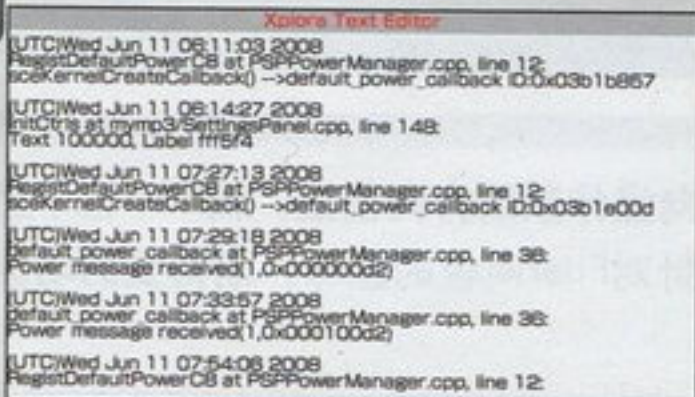 Xplora Text Editor
(UTC)Wed Jun 11 06:11:03 2008
RegistDefaultPowerCB at PSPPowerManager.cpp, line 12:
sceKernelCreateCallback() -->default_power_callback ID:0x03b1b867
(UTC)Wed Jun 11 06:14:27 2008
InitCtrls at mymp3/SettingsPanel.cpp, line 148:
Text 100000, Label fff5f4
(UTC)Wed Jun 11 07:27:13 2008
RegistDefaultPowerCB at PSPPowerManager.cpp, line 12:
sceKernelCreateCallback() -->default_power_callback ID:0x03b1e00d
(UTC)Wed Jun 11 07:29:18 2008
default_power_callback at PSPPowerManager.cpp, line 36:
Power message received(1,0x000000d2)
(UTC)Wed Jun 11 07:33:57 2008
default_power_callback at PSPPowerManager.cpp, line 36:
Power message received(1,0x000100d2)
(UTC)Wed Jun 11 07:54:06 2008
RegistDefaultPowerCB at PSPPowerManager.cpp, line 12: